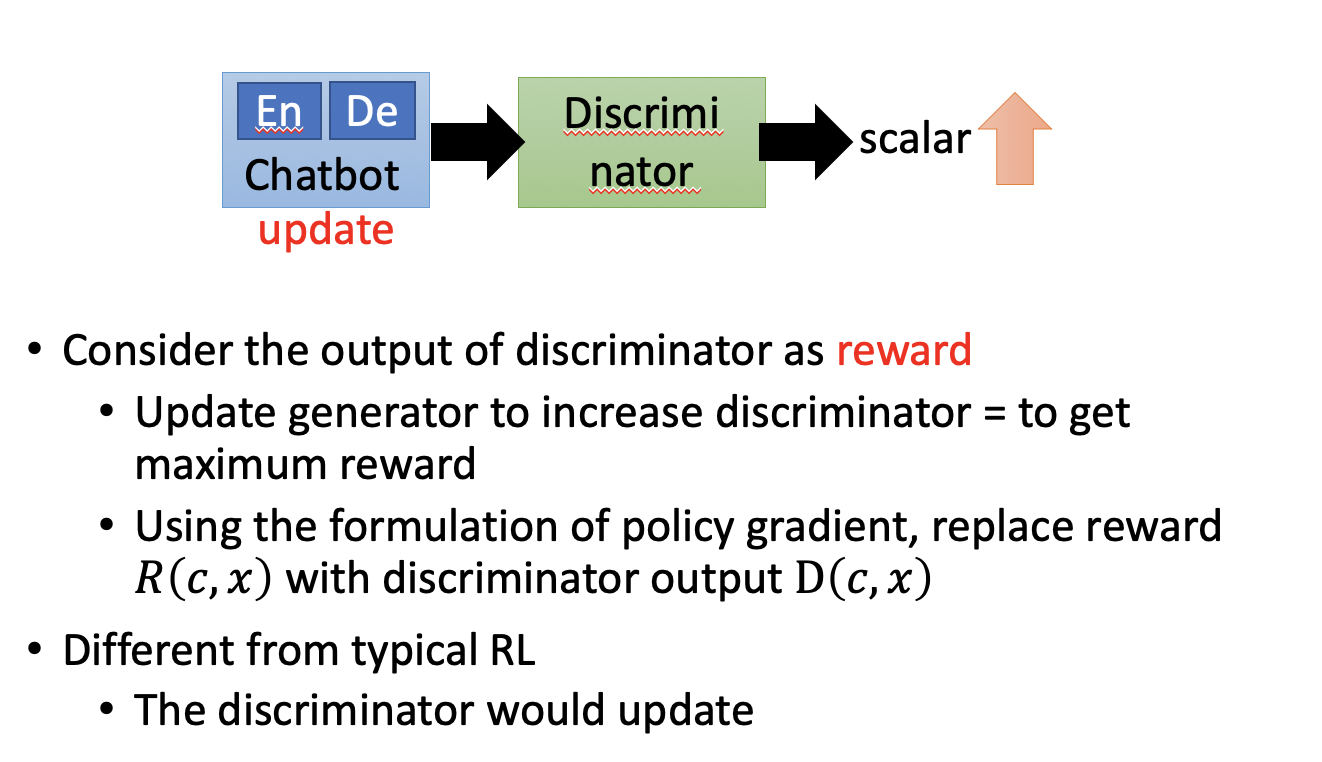 En De
Chatbot
update
Discrimi
nator
scalar
• Consider the output of discriminator as reward
• Update generator to increase discriminator = to get
maximum reward
• Using the formulation of policy gradient, replace reward
R(c, x) with discriminator output D(c, x)
• Different from typical RL
• The discriminator would update